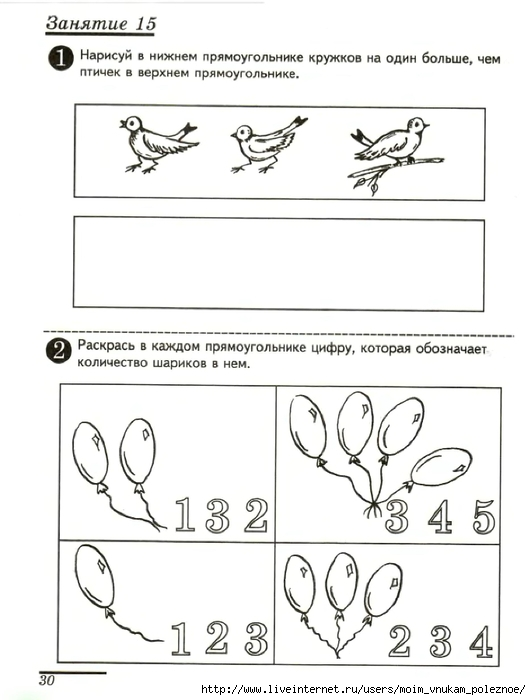 Занятие 15
1 Нарисуй в нижнем прямоугольнике кружков на один больше, чем
птичек в верхнем прямоугольнике.
2 Раскрась в каждом прямоугольнике цифру, которая обозначает
количество шариков в нем.
1 3 2
3 4 5
1 2 3
2 3 4
30
http://www.liveinternet.ru/users/moim_vnukam_poleznoe/